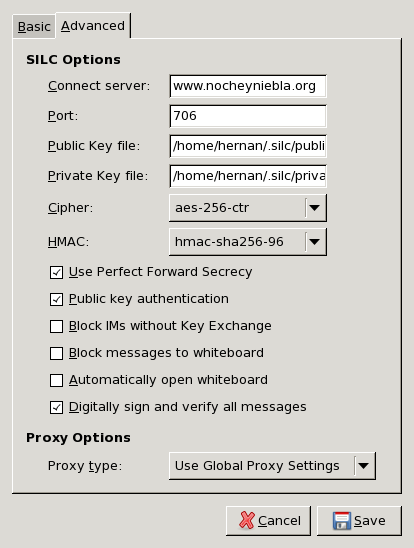 Basic Advanced
SILC Options
Connect server: www.nocheyniebla.org
Port: 706
Public Key file: /home/hernan/.silc/publi
Private Key file: /home/hernan/.silc/priva
Cipher: aes-256-ctr
HMAC: hmac-sha256-96
Use Perfect Forward Secrecy
Public key authentication
Block IMs without Key Exchange
Block messages to whiteboard
Automatically open whiteboard
Digitally sign and verify all messages
Proxy Options
Proxy type: Use Global Proxy Settings
Cancel Save